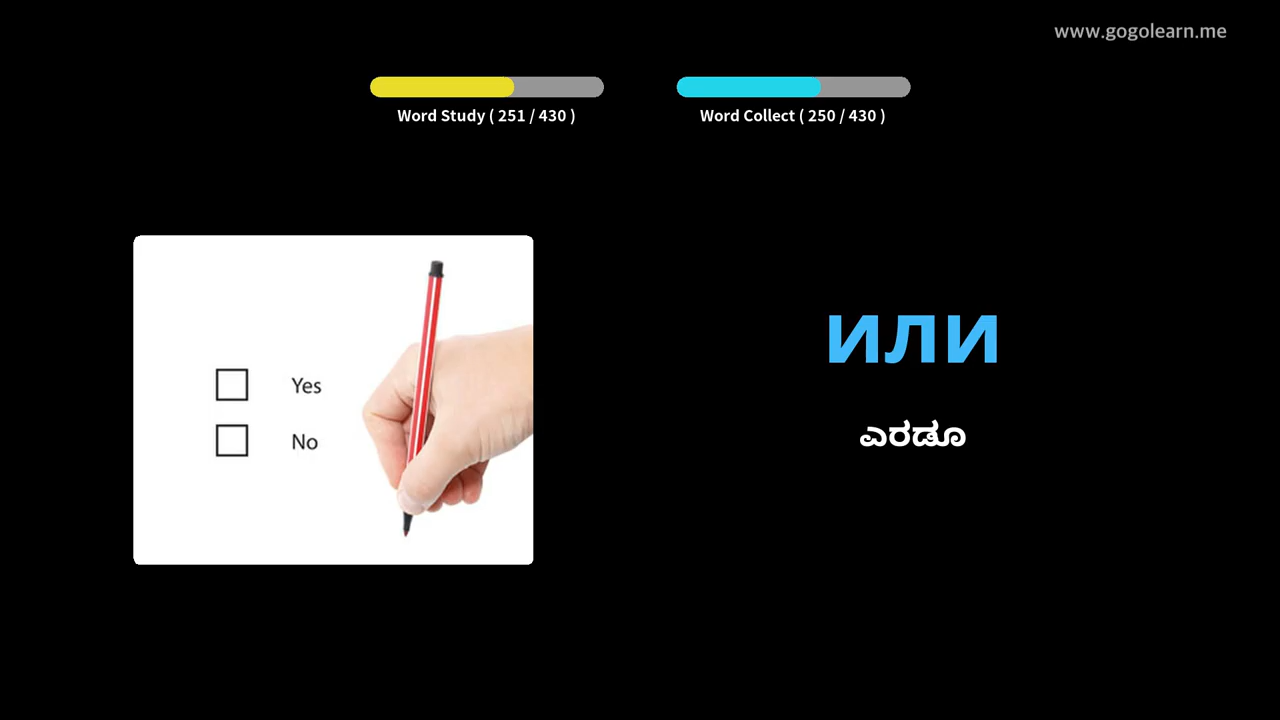 www.gogolearn.me
Word Study ( 251 / 430 )
Word Collect ( 250 / 430 )
Yes
No
или
ಎರಡೂ